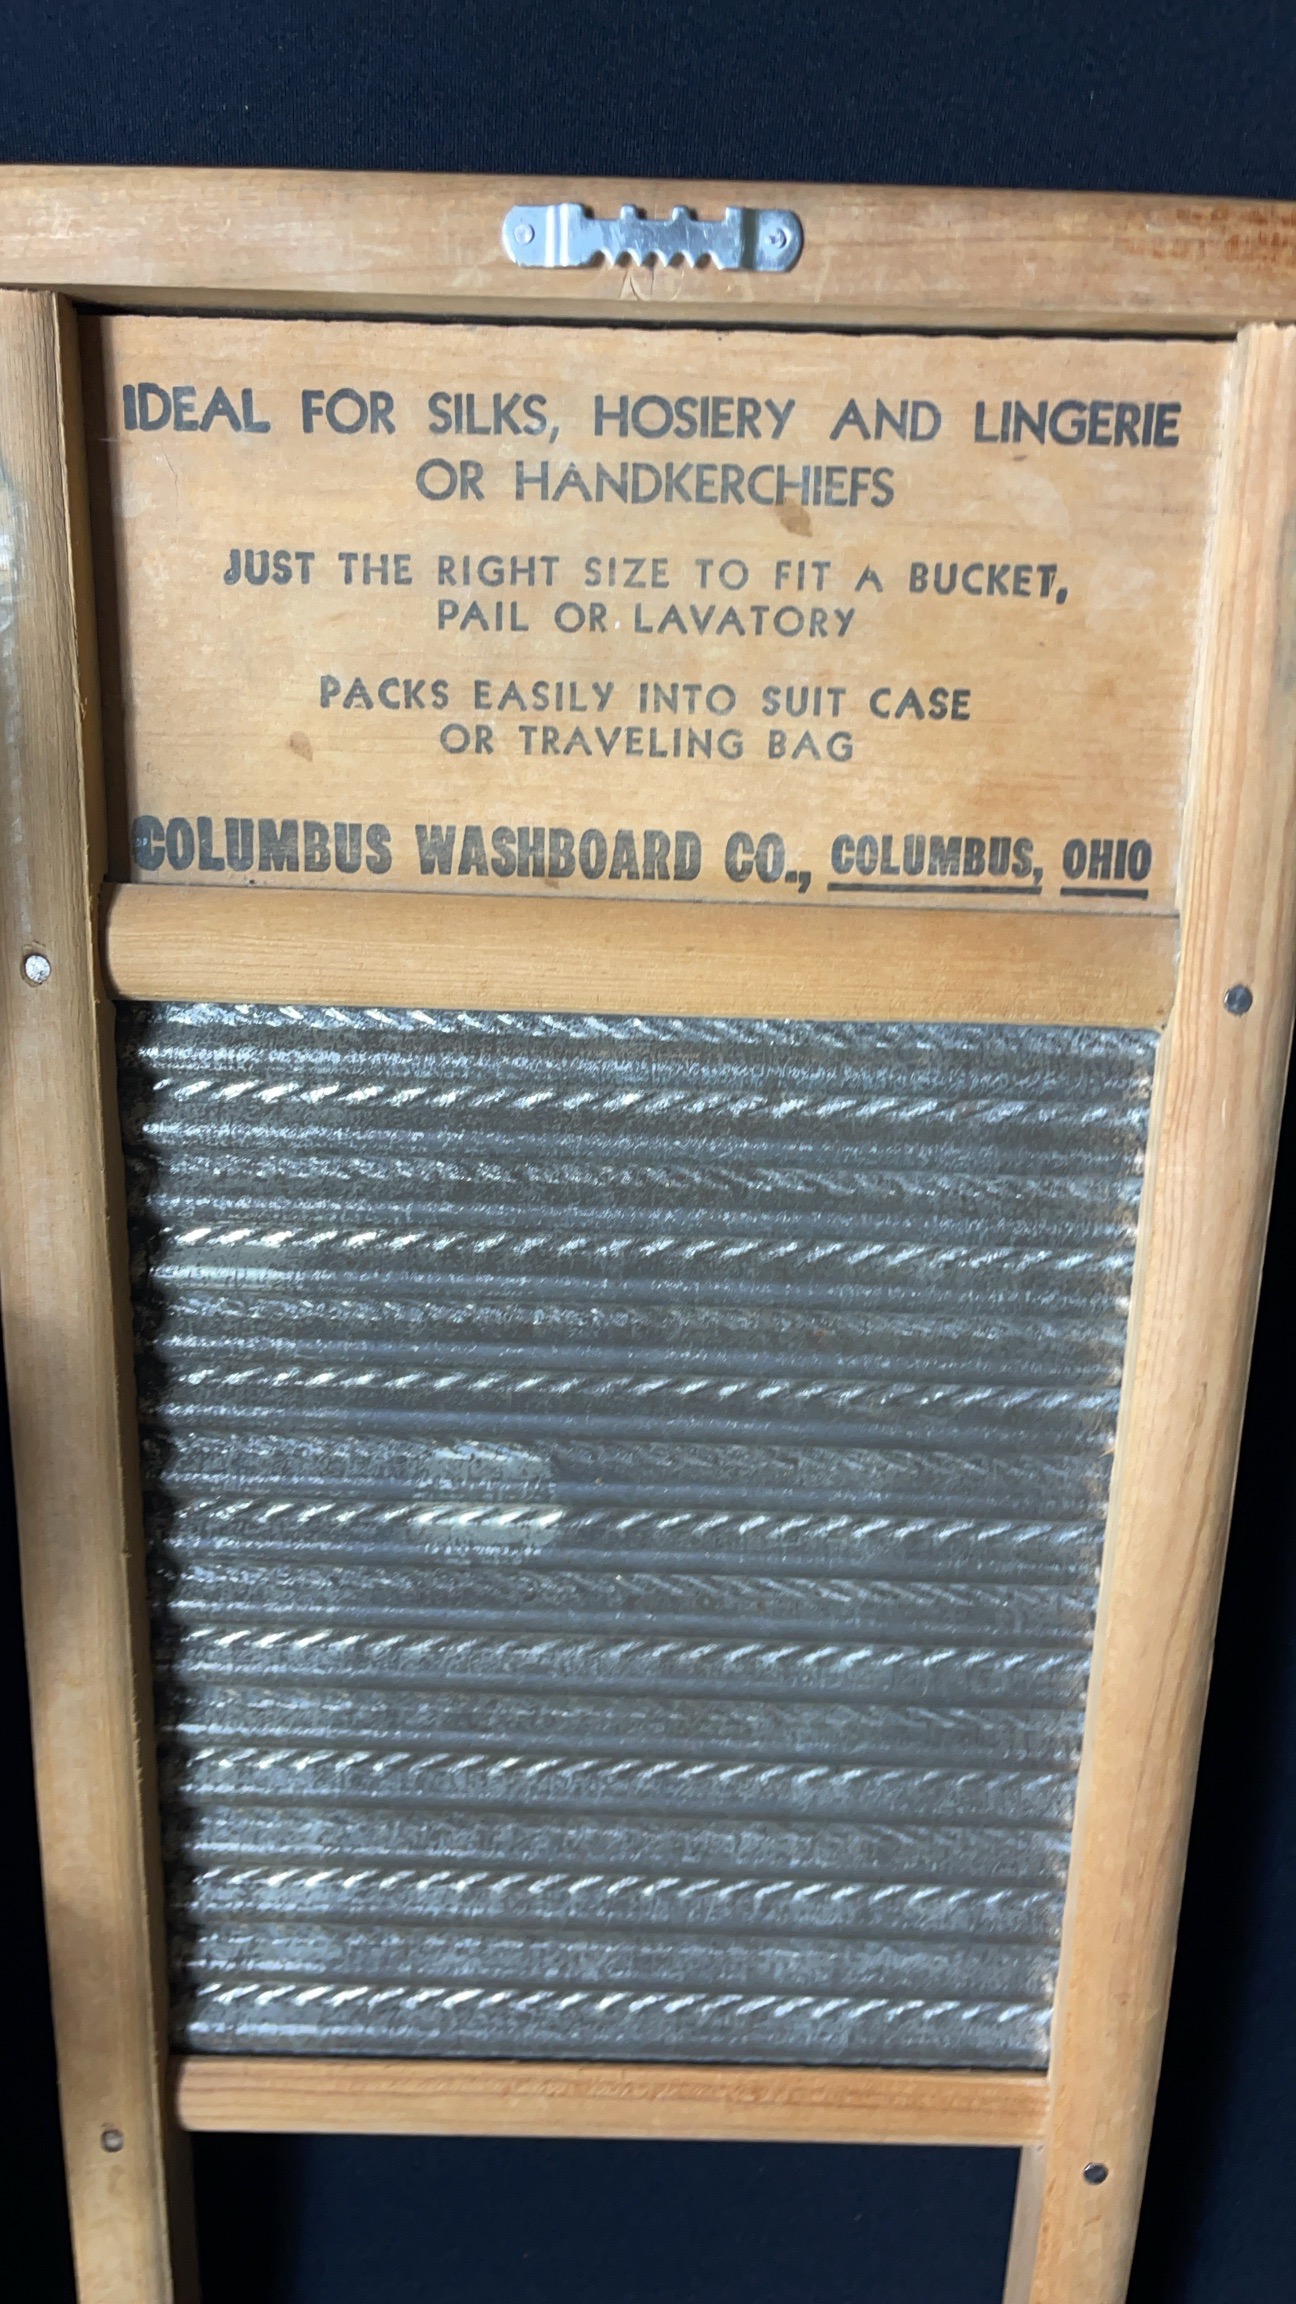 IDEAL FOR SILKS, HOSIERY AND LINGERIE
OR HANDKERCHIEFS
JUST THE RIGHT SIZE TO FIT A BUCKET,
PAIL OR LAVATORY
PACKS EASILY INTO SUIT CASE
OR TRAVELING BAG
COLUMBUS WASHBOARD CO., COLUMBUS, OHIO